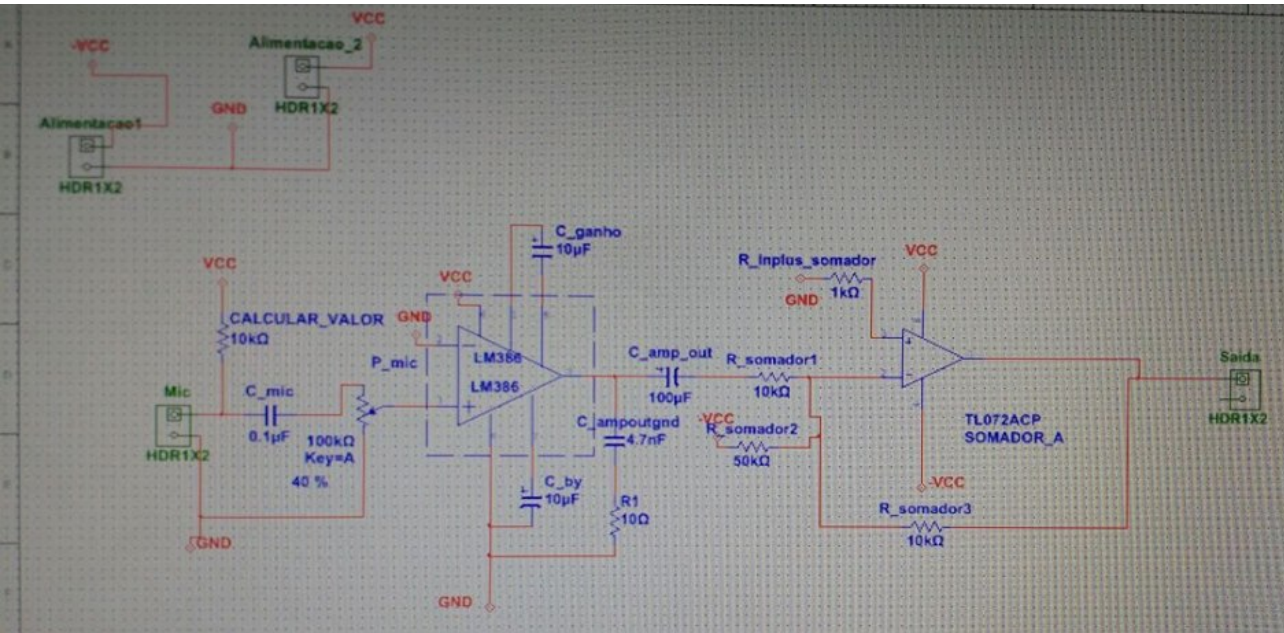 -VCC
VCC
Alimentacao_2
HDR1X2
GND
Alimentacao1
HDR1X2
C_ganho
10µF
VCC
CALCULAR_VALOR
10kΩ
VCC
GND
LM386
LM386
P_mic
Mic
HDR1X2
C_mic
0.1µF
100kΩ
Key=A
40 %
GND
C_by
10µF
GND
C_amp_out
100µF
C_ampoutgnd
4.7nF
R1
10Ω
R_inplus_somador
1kΩ
GND
R_somador1
10kΩ
-VCC
R_somador2
50kΩ
VCC
TL072ACP
SOMADOR_A
-VCC
R_somador3
10kΩ
Saida
HDR1X2